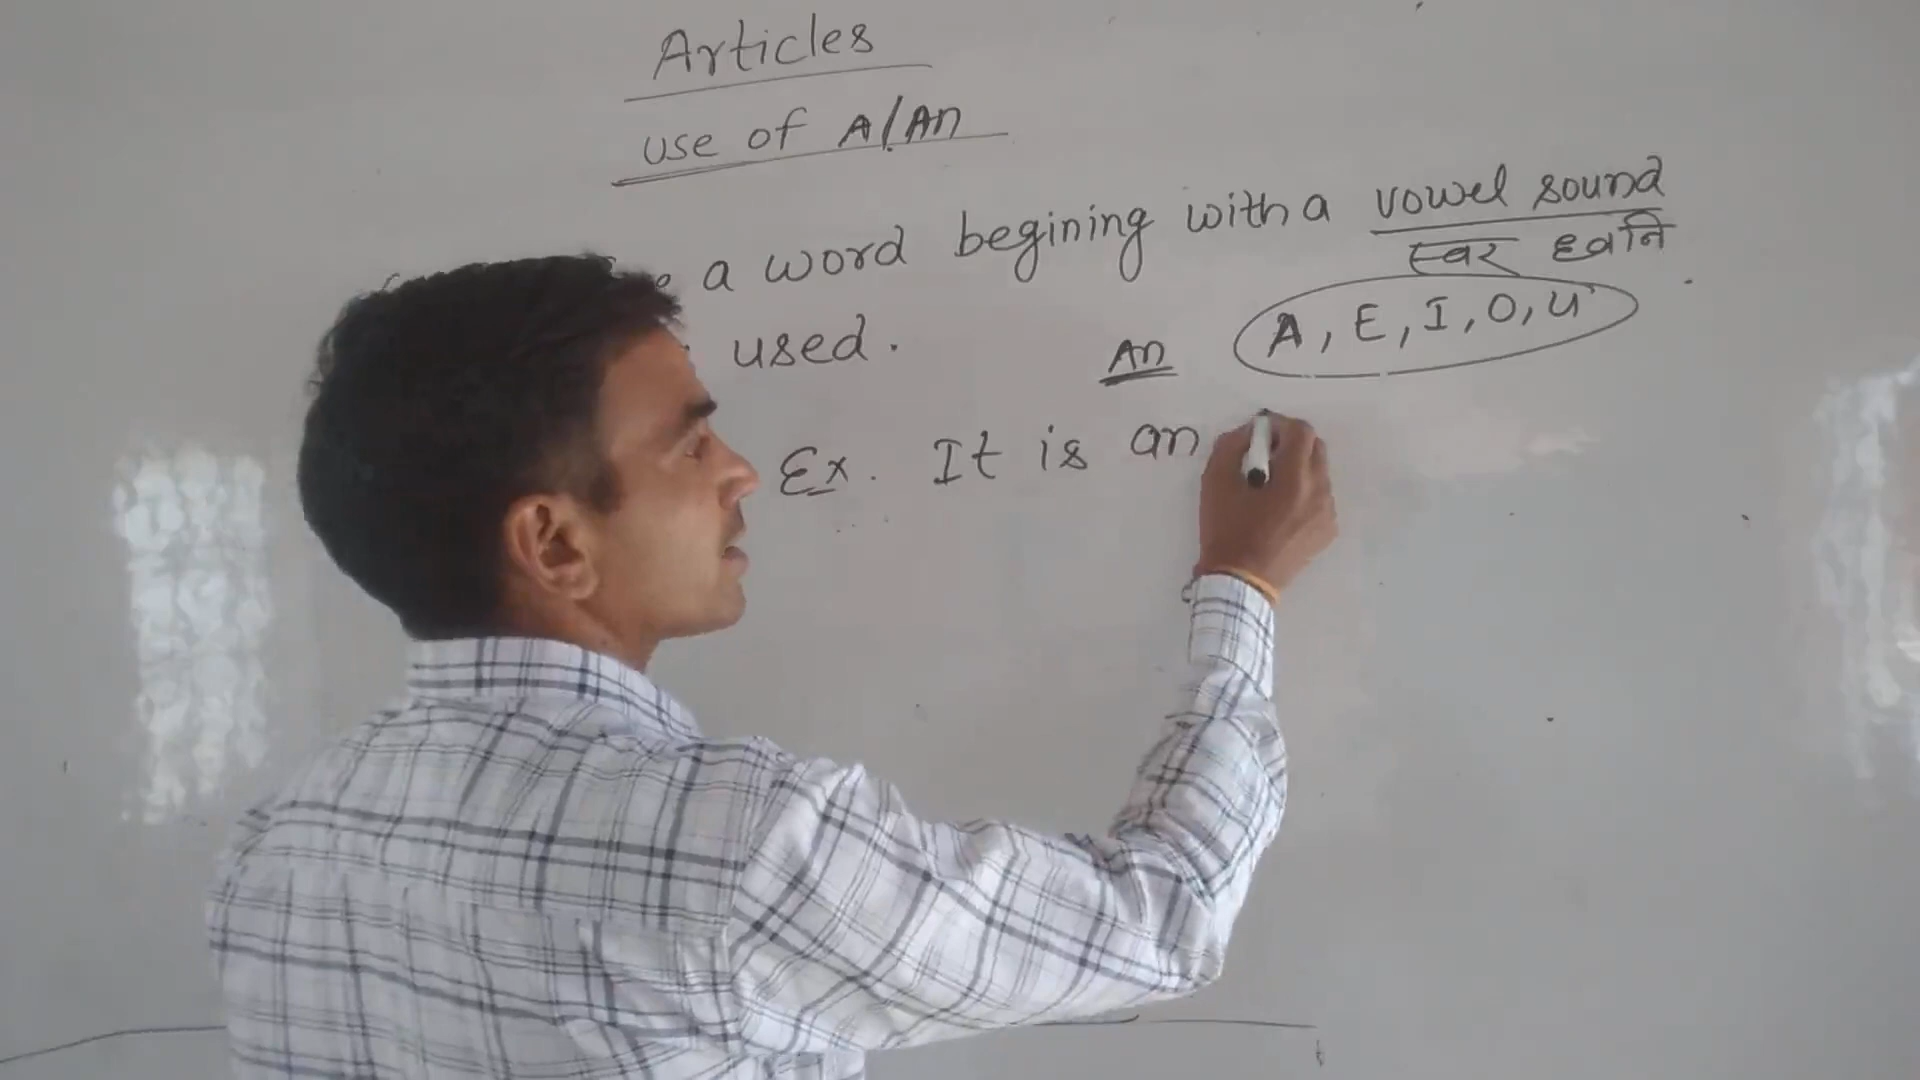 Articles
use of A/An
a word begining with a vowel sound
स्वर ध्वनि
used.
An
A, E, I, O, U
Ex. It is an